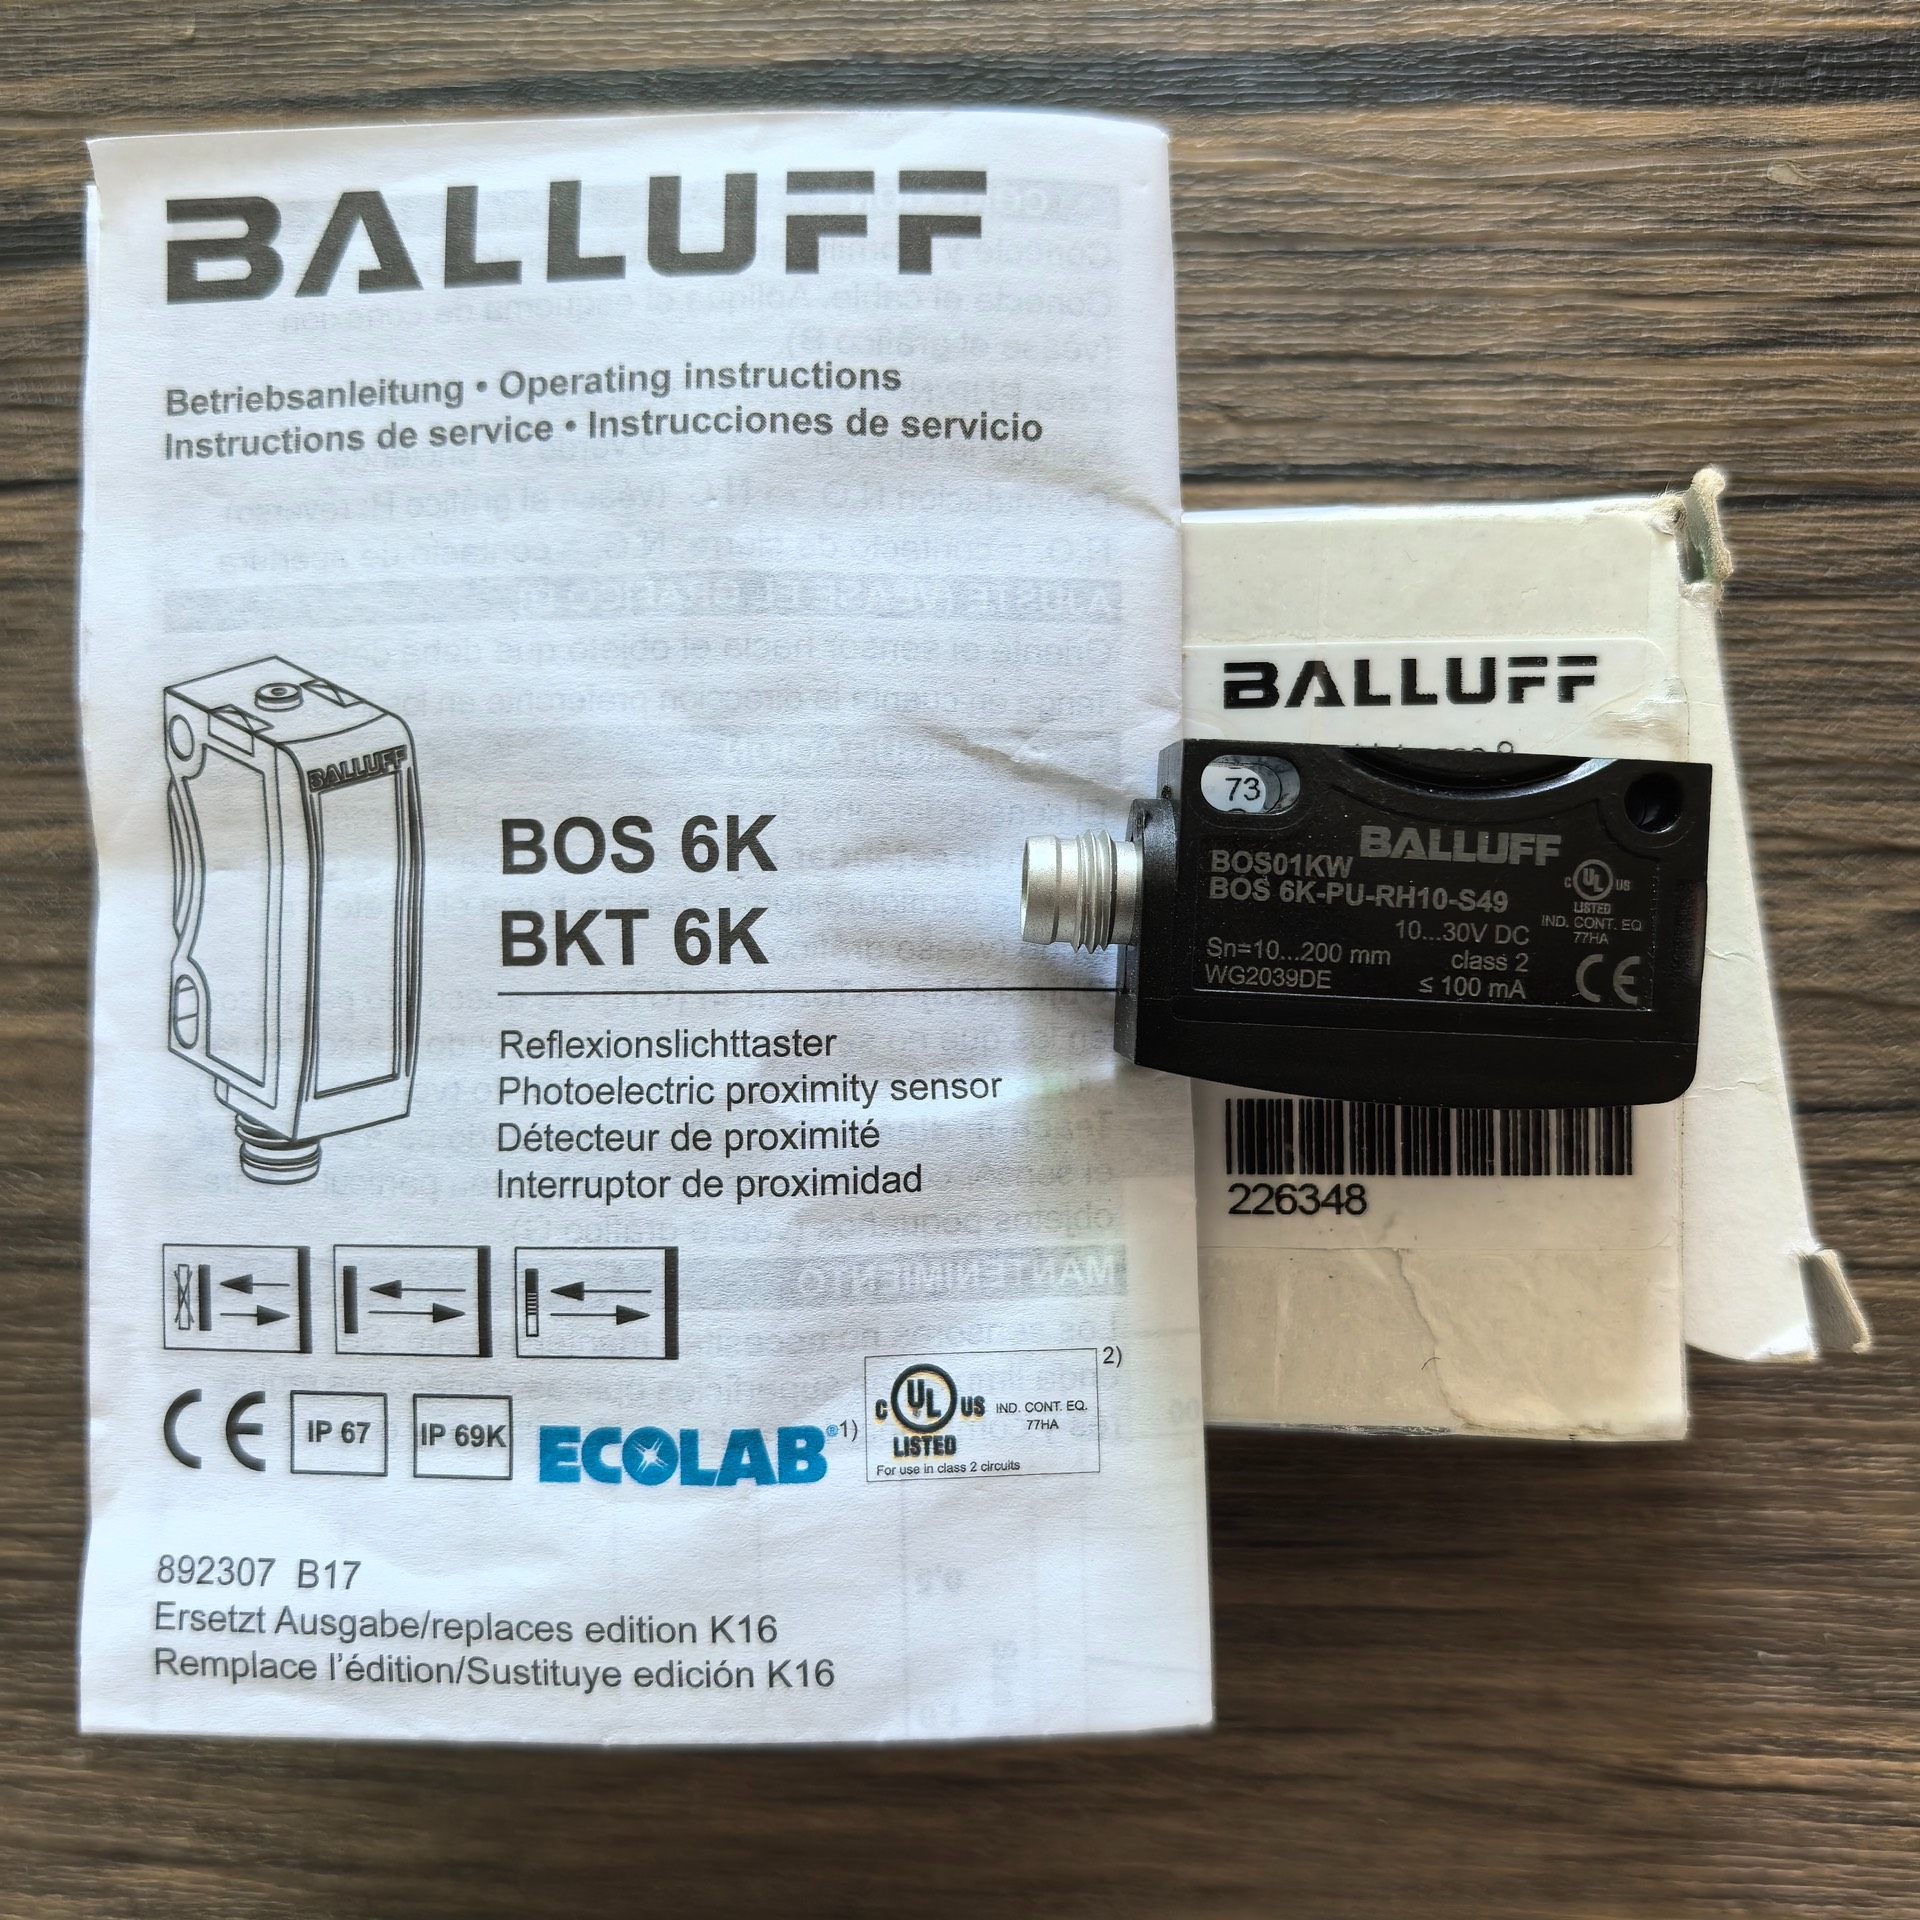 BALLUFF
Betriebsanleitung • Operating instructions
Instructions de service • Instrucciones de servicio
BALLUFF
BOS 6K
BKT 6K
Reflexionslichttaster
Photoelectric proximity sensor
Détecteur de proximité
Interruptor de proximidad
CE
IP 67
IP 69K
ECOLAB®1)
C UL US
LISTED
IND. CONT. EQ.
77HA
For use in class 2 circuits
2)
892307 B17
Ersetzt Ausgabe/replaces edition K16
Remplace l'édition/Sustituye edición K16
BALLUFF
73
BALLUFF
BOS01KW
BOS 6K-PU-RH10-S49
10...30V DC
Sn=10...200 mm
class 2
WG2039DE
≤ 100 mA
C UL US
LISTED
IND. CONT. EQ
77HA
CE
226348